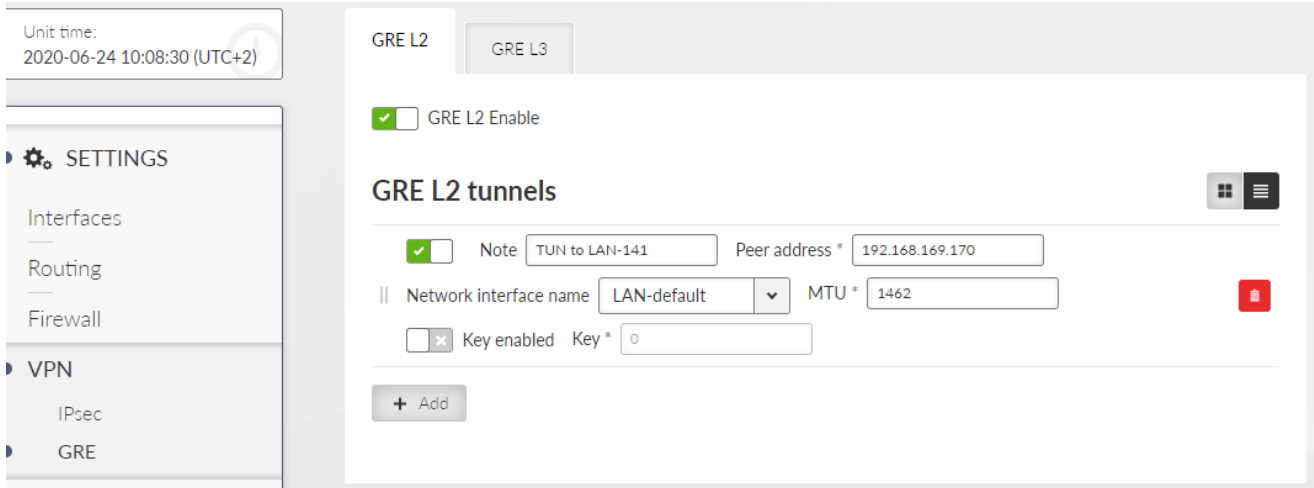 Unit time:
2020-06-24 10:08:30 (UTC+2)
SETTINGS
Interfaces
Routing
Firewall
VPN
IPsec
GRE
GRE L2
GRE L3
GRE L2 Enable
GRE L2 tunnels
Note TUN to LAN-141 Peer address * 192.168.169.170
Network interface name LAN-default MTU * 1462
Key enabled Key * 0
+ Add